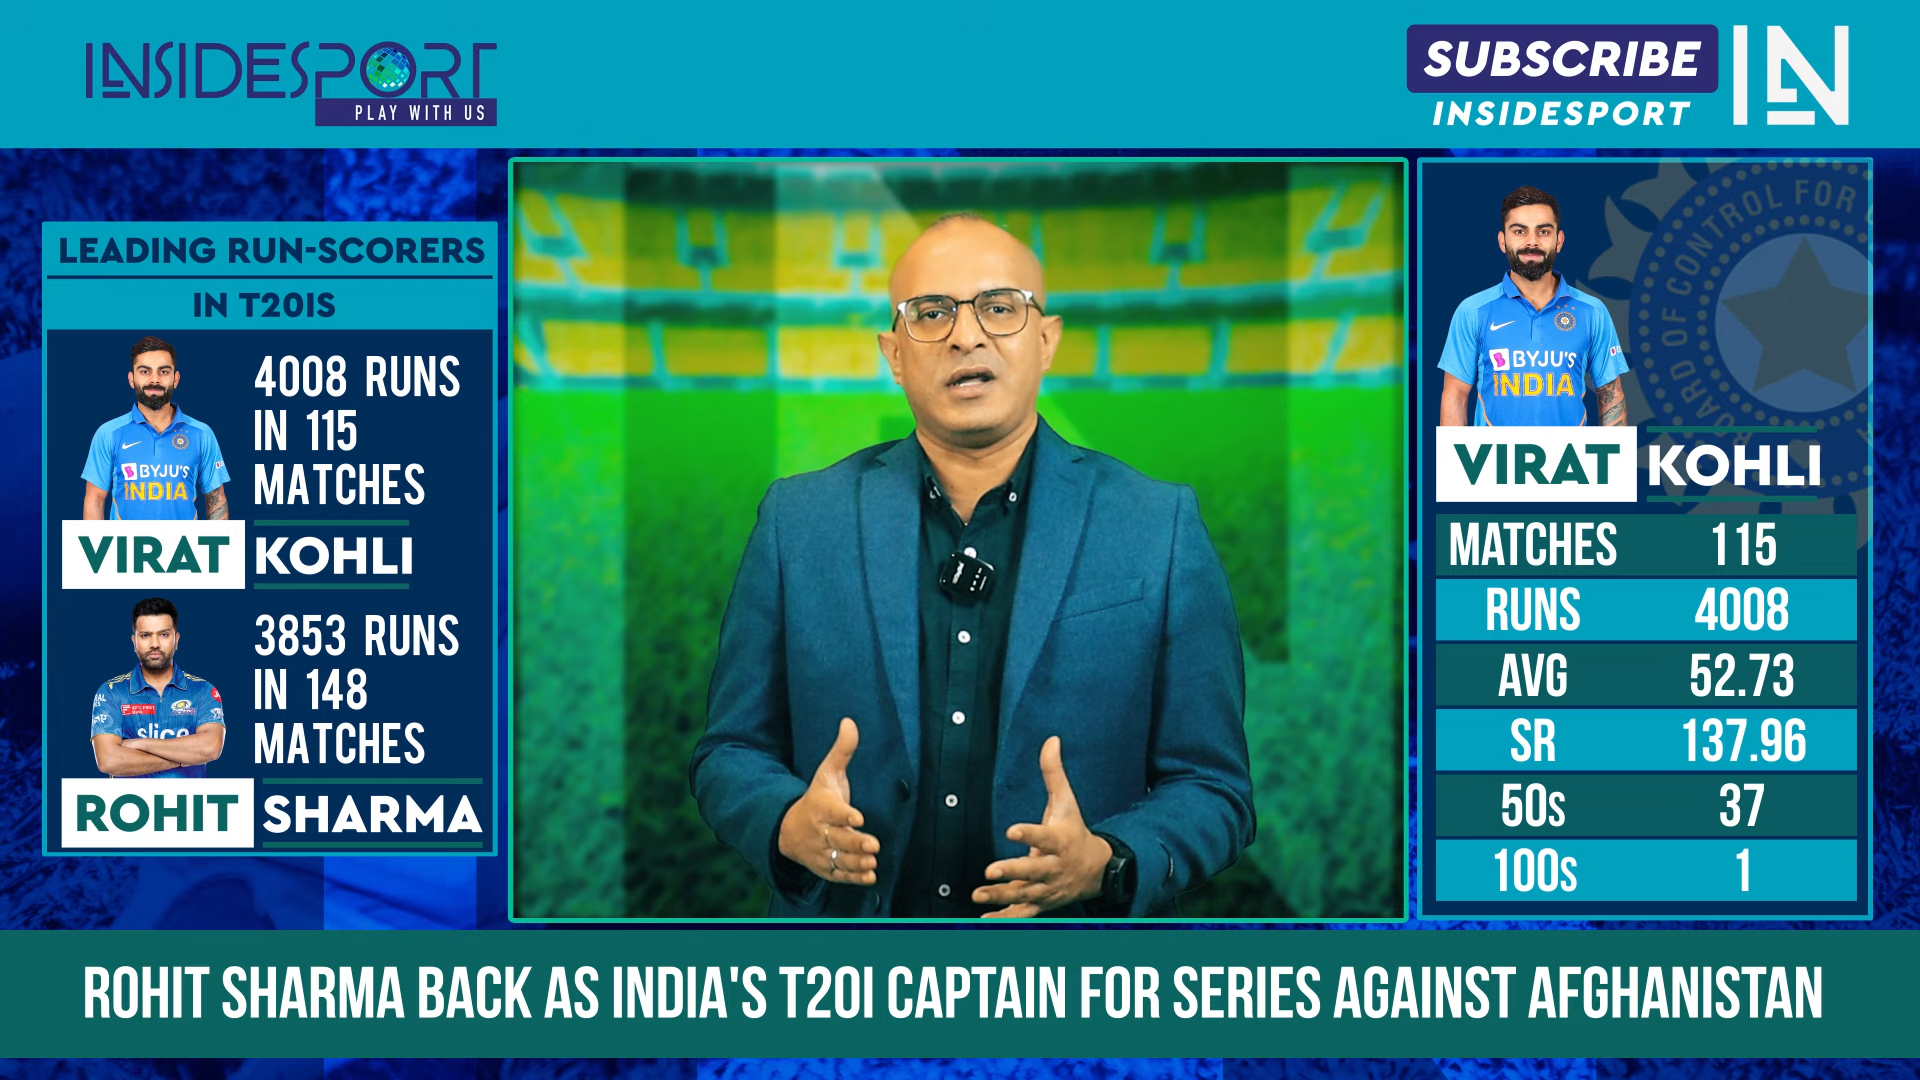 INSIDESPORT
PLAY WITH US
SUBSCRIBE
INSIDESPORT
IN
LEADING RUN-SCORERS
IN T20IS
4008 RUNS
IN 115
MATCHES
BYJU'S
INDIA
VIRAT KOHLI
3853 RUNS
IN 148
MATCHES
slice
ROHIT SHARMA
BOARD OF CONTROL FOR
BYJU'S
INDIA
VIRAT KOHLI
MATCHES 115
RUNS 4008
AVG 52.73
SR 137.96
50s 37
100s 1
ROHIT SHARMA BACK AS INDIA'S T20I CAPTAIN FOR SERIES AGAINST AFGHANISTAN